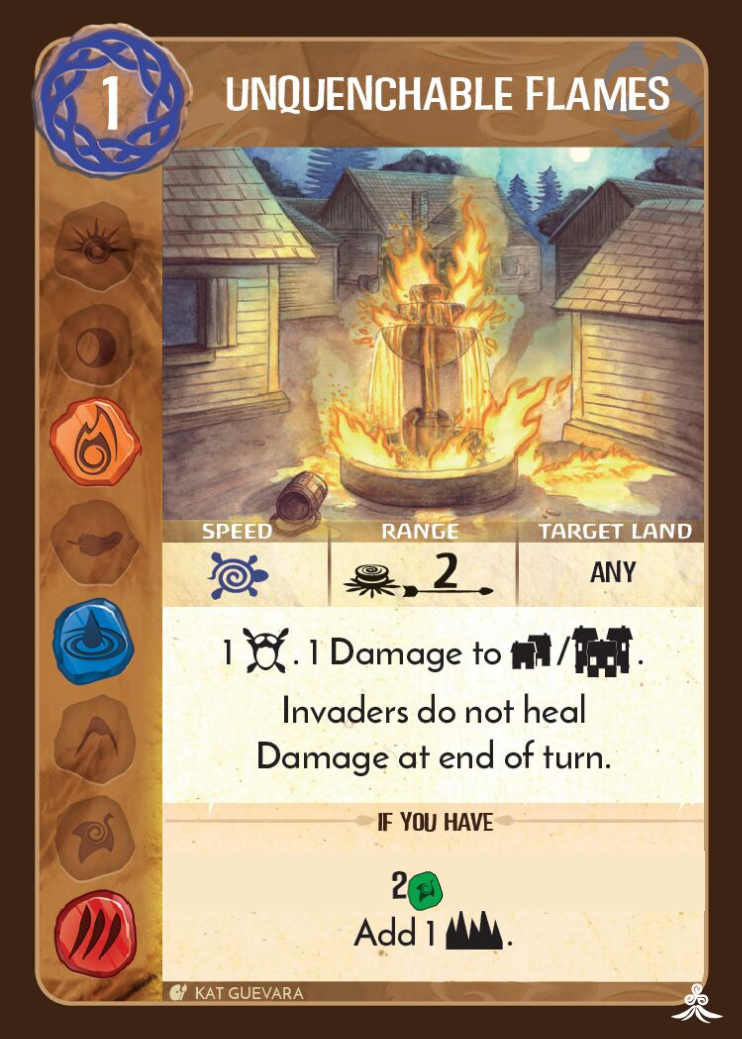 1
UNQUENCHABLE FLAMES
SPEED RANGE TARGET LAND
2 ANY
1 . 1 Damage to / .
Invaders do not heal
Damage at end of turn.
IF YOU HAVE
2
Add 1 .
KAT GUEVARA